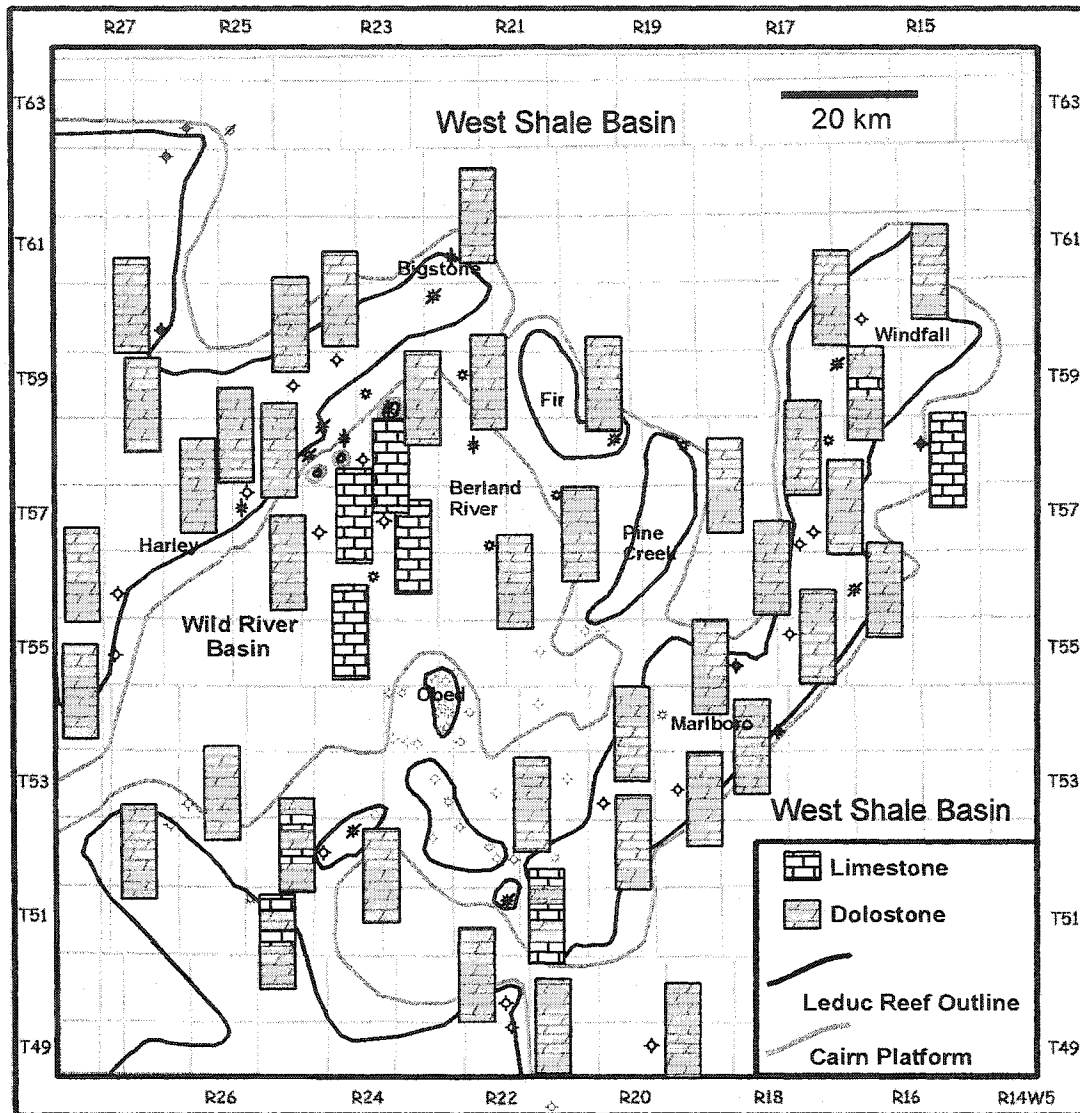 R27 R25 R23 R21 R19 R17 R15
T63 T63
West Shale Basin
20 km
T61 T61
Bigstone
Windfall
T59 T59
Fir
Berland
River
T57 T57
Pine
Creek
Harley
Wild River
Basin
T55 T55
Obed
Marlboro
T53 T53
West Shale Basin
Limestone
T51 T51
Dolostone
Leduc Reef Outline
T49 T49
Cairn Platform
R26 R24 R22 R20 R18 R16 R14W5